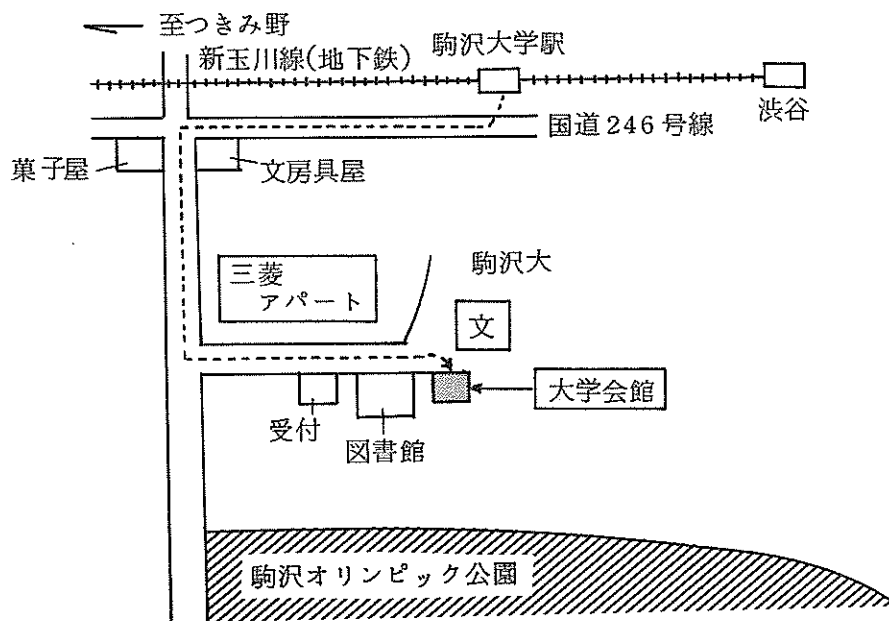 至つきみ野
新玉川線(地下鉄)
駒沢大学駅
渋谷
国道246号線
菓子屋
文房具屋
三菱
アパート
駒沢大
文
大学会館
受付
図書館
駒沢オリンピック公園